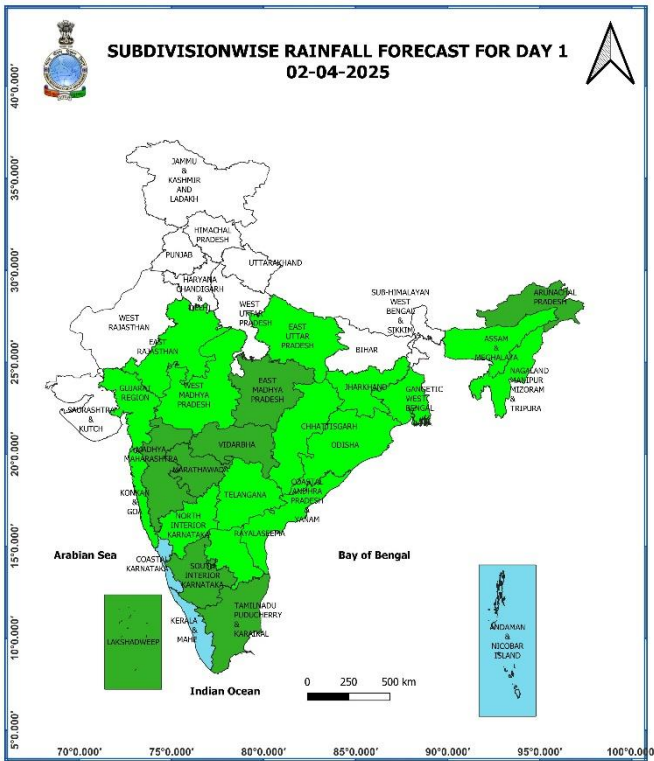 SUBDIVISIONWISE RAINFALL FORECAST FOR DAY 1
02-04-2025
40°0.000'
35°0.000'
30°0.000'
25°0.000'
20°0.000'
15°0.000'
10°0.000'
5°0.000'
JAMMU
&
KASHMIR
AND
LADAKH
HIMACHAL
PRADESH
PUNJAB
UTTARAKHAND
HARYANA
CHANDIGARH
&
DELHI
WEST
RAJASTHAN
WEST
UTTAR
PRADESH
SUB-HIMALAYAN
WEST
BENGAL
&
SIKKIM
ARUNACHAL
PRADESH
EAST
RAJASTHAN
EAST
UTTAR
PRADESH
BIHAR
ASSAM
&
MEGHALAYA
NAGALAND
MANIPUR
MIZORAM
&
TRIPURA
SAURASHTRA
&
KUTCH
GUJARAT
REGION
WEST
MADHYA
PRADESH
EAST
MADHYA
PRADESH
JHARKHAND
GANGETIC
WEST
BENGAL
CHHATTISGARH
ODISHA
MADHYA
MAHARASHTRA
VIDARBHA
MARATHAWADA
KONKAN
&
GOA
TELANGANA
COASTAL
ANDHRA
PRADESH
&
YANAM
NORTH
INTERIOR
KARNATAKA
RAYALASEEMA
Arabian Sea
Bay of Bengal
COASTAL
KARNATAKA
SOUTH
INTERIOR
KARNATAKA
LAKSHADWEEP
KERALA
&
MAHE
TAMILNADU
PUDUCHERRY
&
KARAIKAL
ANDAMAN
&
NICOBAR
ISLAND
Indian Ocean
0 250 500 km
70°0.000' 75°0.000' 80°0.000' 85°0.000' 90°0.000' 95°0.000' 100°0.000'